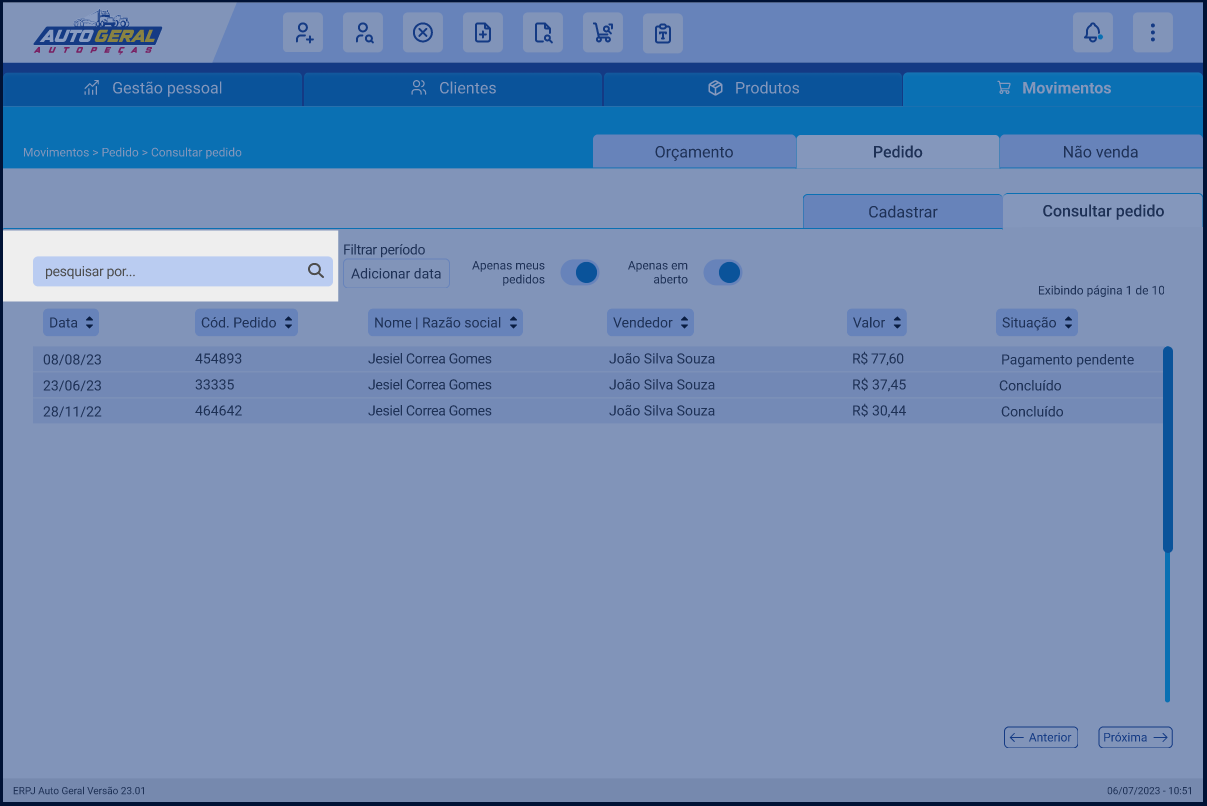 AUTO GERAL
AUTOPEÇAS
Gestão pessoal
Clientes
Produtos
Movimentos
Movimentos > Pedido > Consultar pedido
Orçamento
Pedido
Não venda
Cadastrar
Consultar pedido
pesquisar por...
Filtrar período
Adicionar data
Apenas meus
pedidos
Apenas em
aberto
Exibindo página 1 de 10
Data Cód. Pedido Nome | Razão social Vendedor Valor Situação
08/08/23 454893 Jesiel Correa Gomes João Silva Souza R$ 77,60 Pagamento pendente
23/06/23 33335 Jesiel Correa Gomes João Silva Souza R$ 37,45 Concluído
28/11/22 464642 Jesiel Correa Gomes João Silva Souza R$ 30,44 Concluído
Anterior
Próxima
ERPJ Auto Geral Versão 23.01
06/07/2023 - 10:51